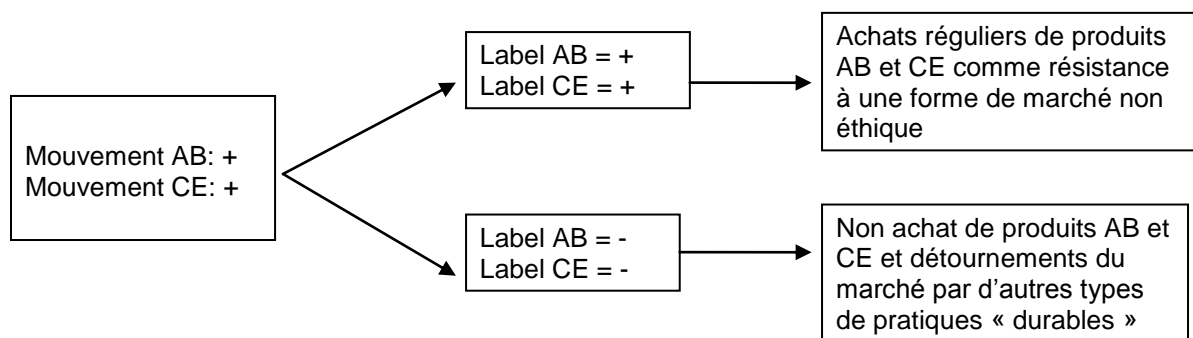 Mouvement AB: +
Mouvement CE: +
Label AB = +
Label CE = +
Achats réguliers de produits
AB et CE comme résistance
à une forme de marché non
éthique
Label AB = -
Label CE = -
Non achat de produits AB et
CE et détournements du
marché par d'autres types
de pratiques « durables »